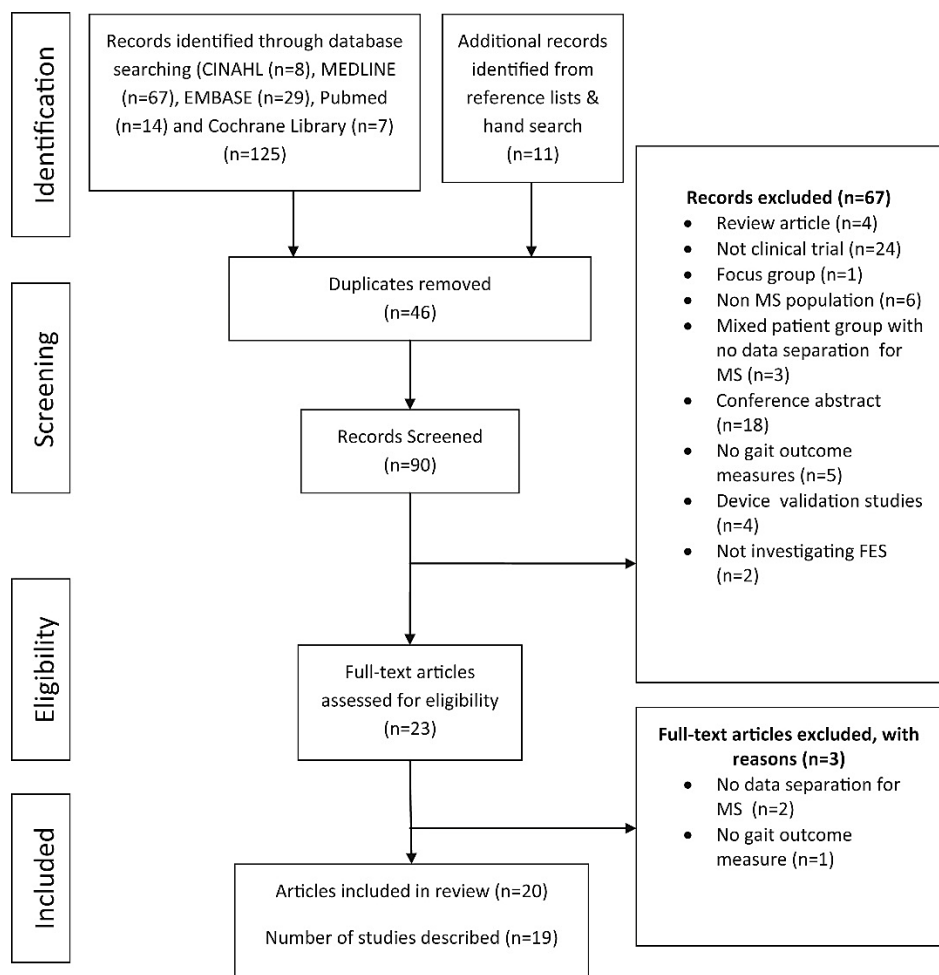 Identification
Records identified through database
searching (CINAHL (n=8), MEDLINE
(n=67), EMBASE (n=29), Pubmed
(n=14) and Cochrane Library (n=7)
(n=125)
Additional records
identified from
reference lists &
hand search
(n=11)
Records excluded (n=67)
• Review article (n=4)
• Not clinical trial (n=24)
• Focus group (n=1)
• Non MS population (n=6)
• Mixed patient group with
no data separation for
MS (n=3)
• Conference abstract
(n=18)
• No gait outcome
measures (n=5)
• Device validation studies
(n=4)
• Not investigating FES
(n=2)
Screening
Duplicates removed
(n=46)
Records Screened
(n=90)
Eligibility
Full-text articles
assessed for eligibility
(n=23)
Full-text articles excluded, with
reasons (n=3)
• No data separation for
MS (n=2)
• No gait outcome
measure (n=1)
Included
Articles included in review (n=20)
Number of studies described (n=19)